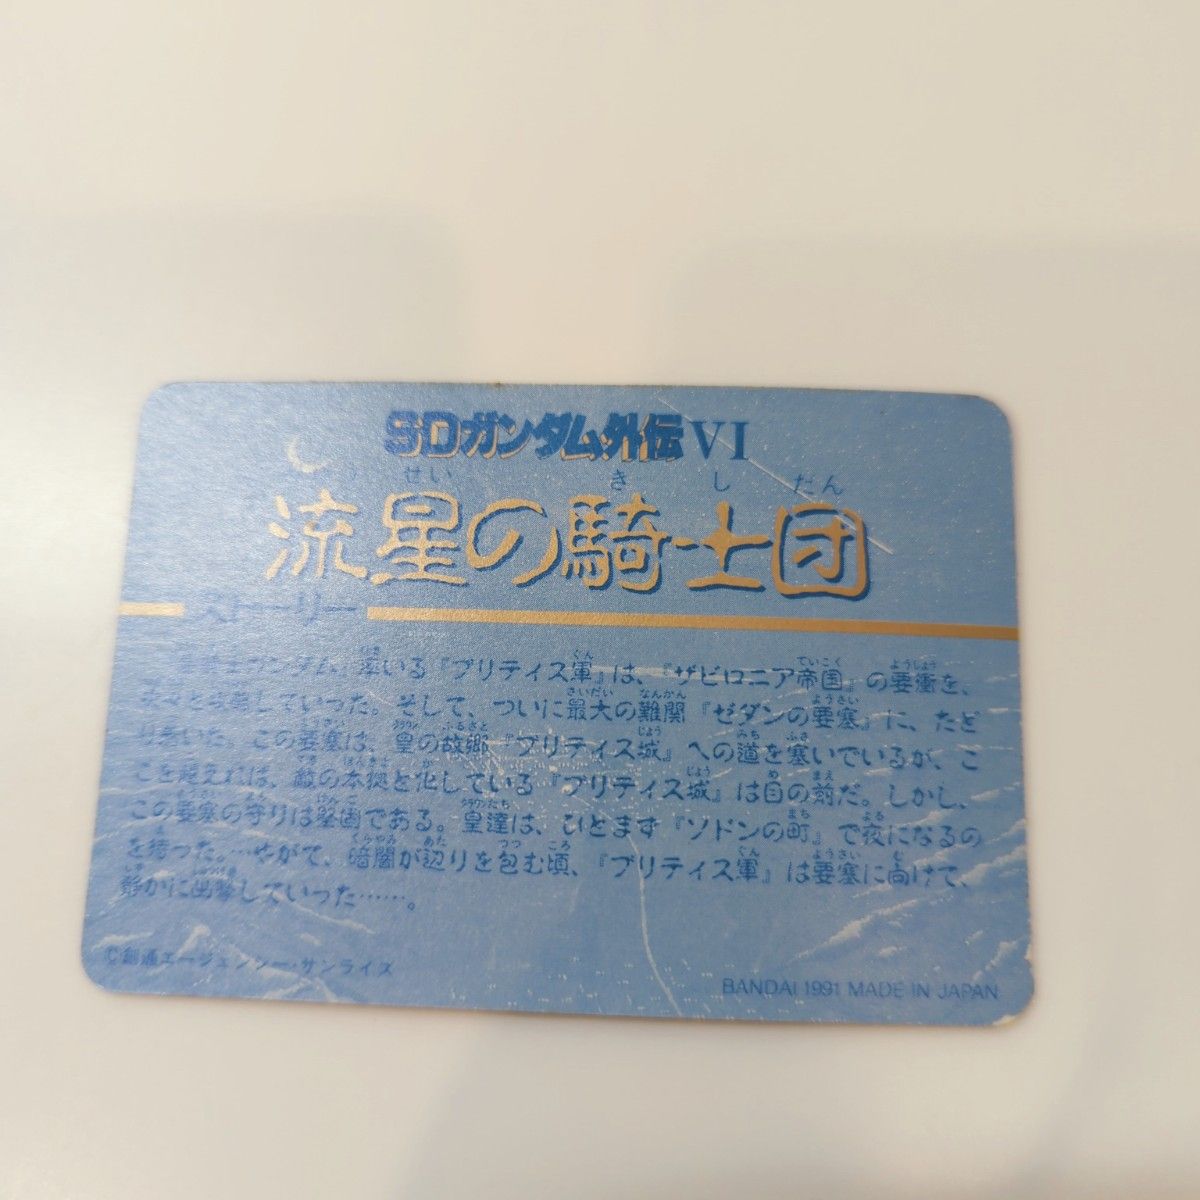 SDガンダム外伝 VI
流星の騎士団
ストーリー
士ガンダム』率いる『ブリティス軍』は、『ザビロニア帝国』の要衝を、
次々と攻略していった。そして、ついに最大の難関『ゼダンの要塞』に、たど
り着いた。この要塞は、皇の故郷『ブリティス城』への道を塞いでいるが、こ
こを越えれば、敵の本拠と化している『ブリティス城』は目の前だ。しかし、
この要塞の守りは堅固である。皇達は、ひとまず『ソドンの町』で夜になるの
を待った。やがて、暗闇が辺りを包む頃、『ブリティス軍』は要塞に向けて、
静かに出撃していった……。
©創通エージェンシー・サンライズ
BANDAI 1991 MADE IN JAPAN